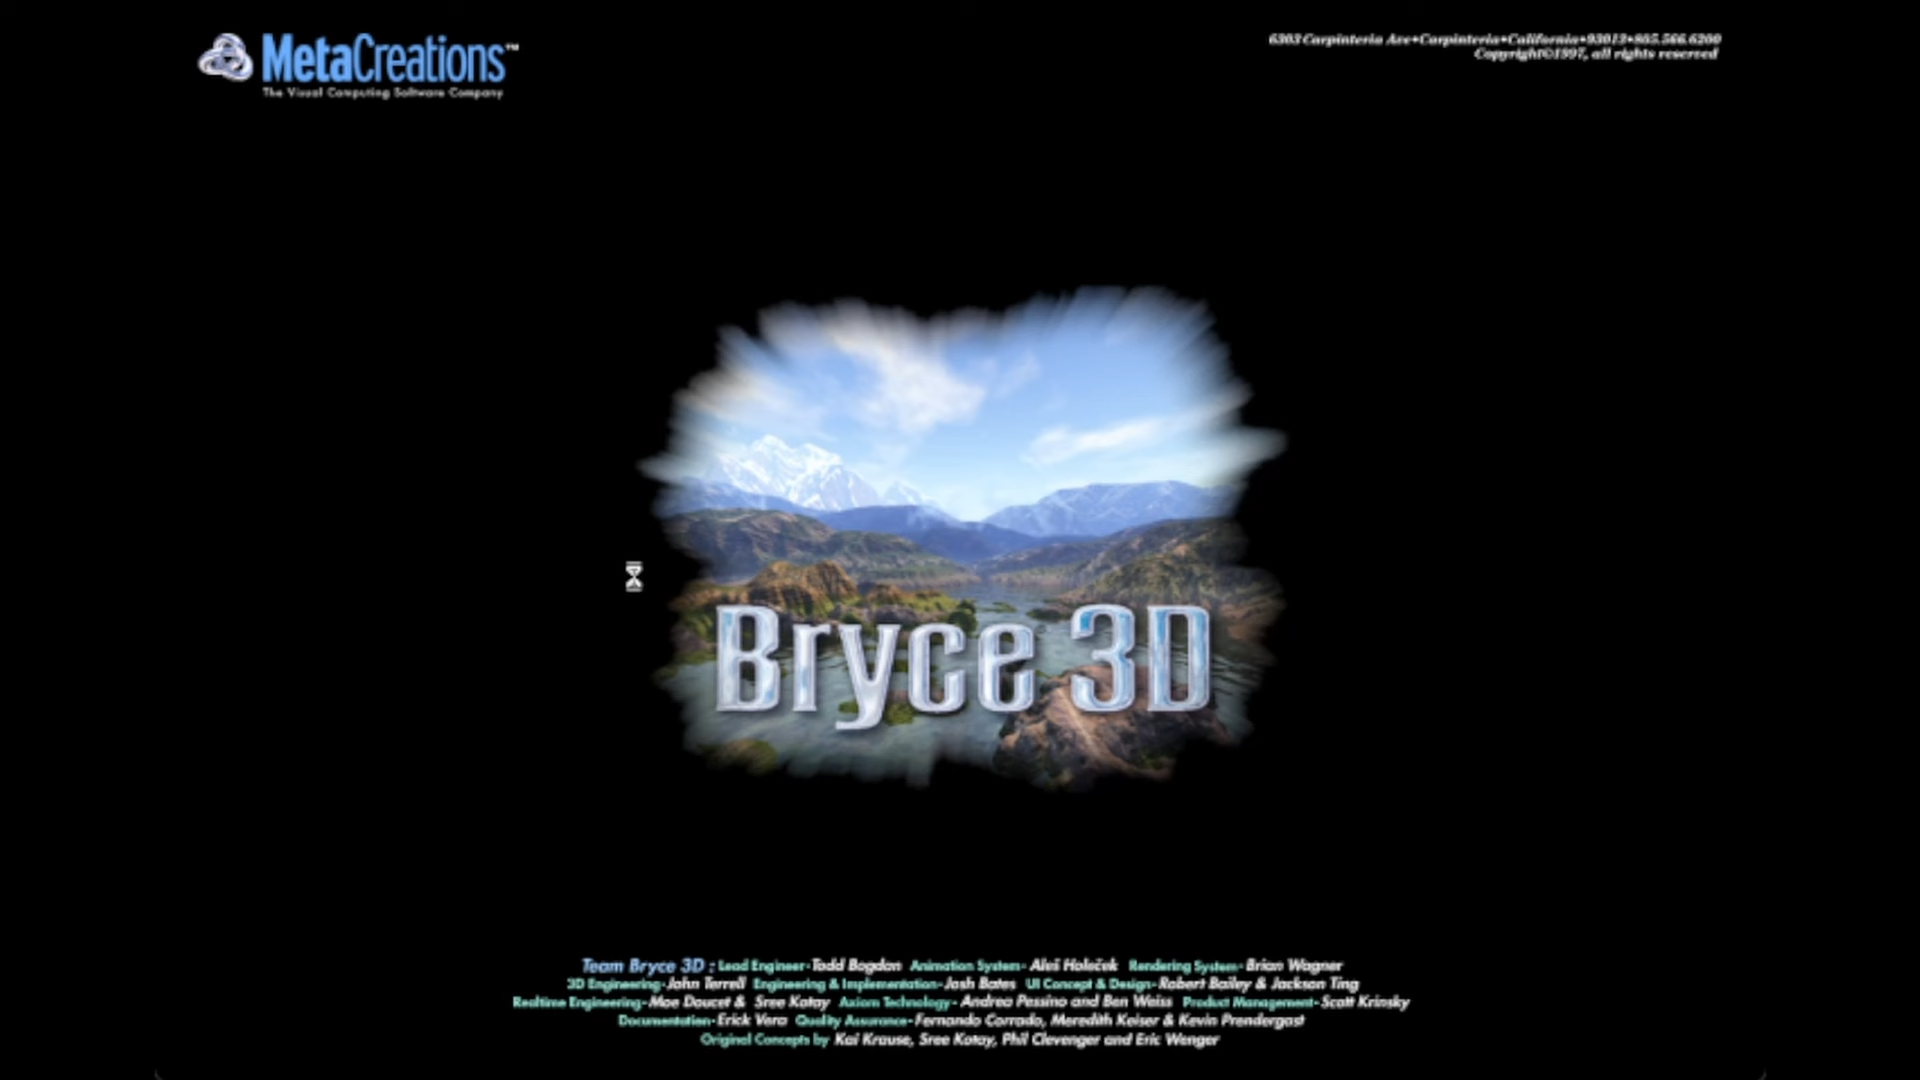 MetaCreations™
The Visual Computing Software Company
6303 Carpinteria Ave•Carpinteria•California•93013•805.566.6200
Copyright©1997, all rights reserved
Bryce 3D
Team Bryce 3D : Lead Engineer-Todd Bogdan Animation System- Aleš Holeček Rendering System- Brian Wagner
3D Engineering-John Terrell Engineering & Implementation-Josh Bates UI Concept & Design-Robert Bailey & Jackson Ting
Realtime Engineering-Moe Doucet & Sree Kotay Axiom Technology- Andrea Pessino and Ben Weiss Product Management-Scott Krinsky
Documentation-Erick Vera Quality Assurance-Fernando Corrado, Meredith Keiser & Kevin Prendergast
Original Concepts by Kai Krause, Sree Kotay, Phil Clevenger and Eric Wenger